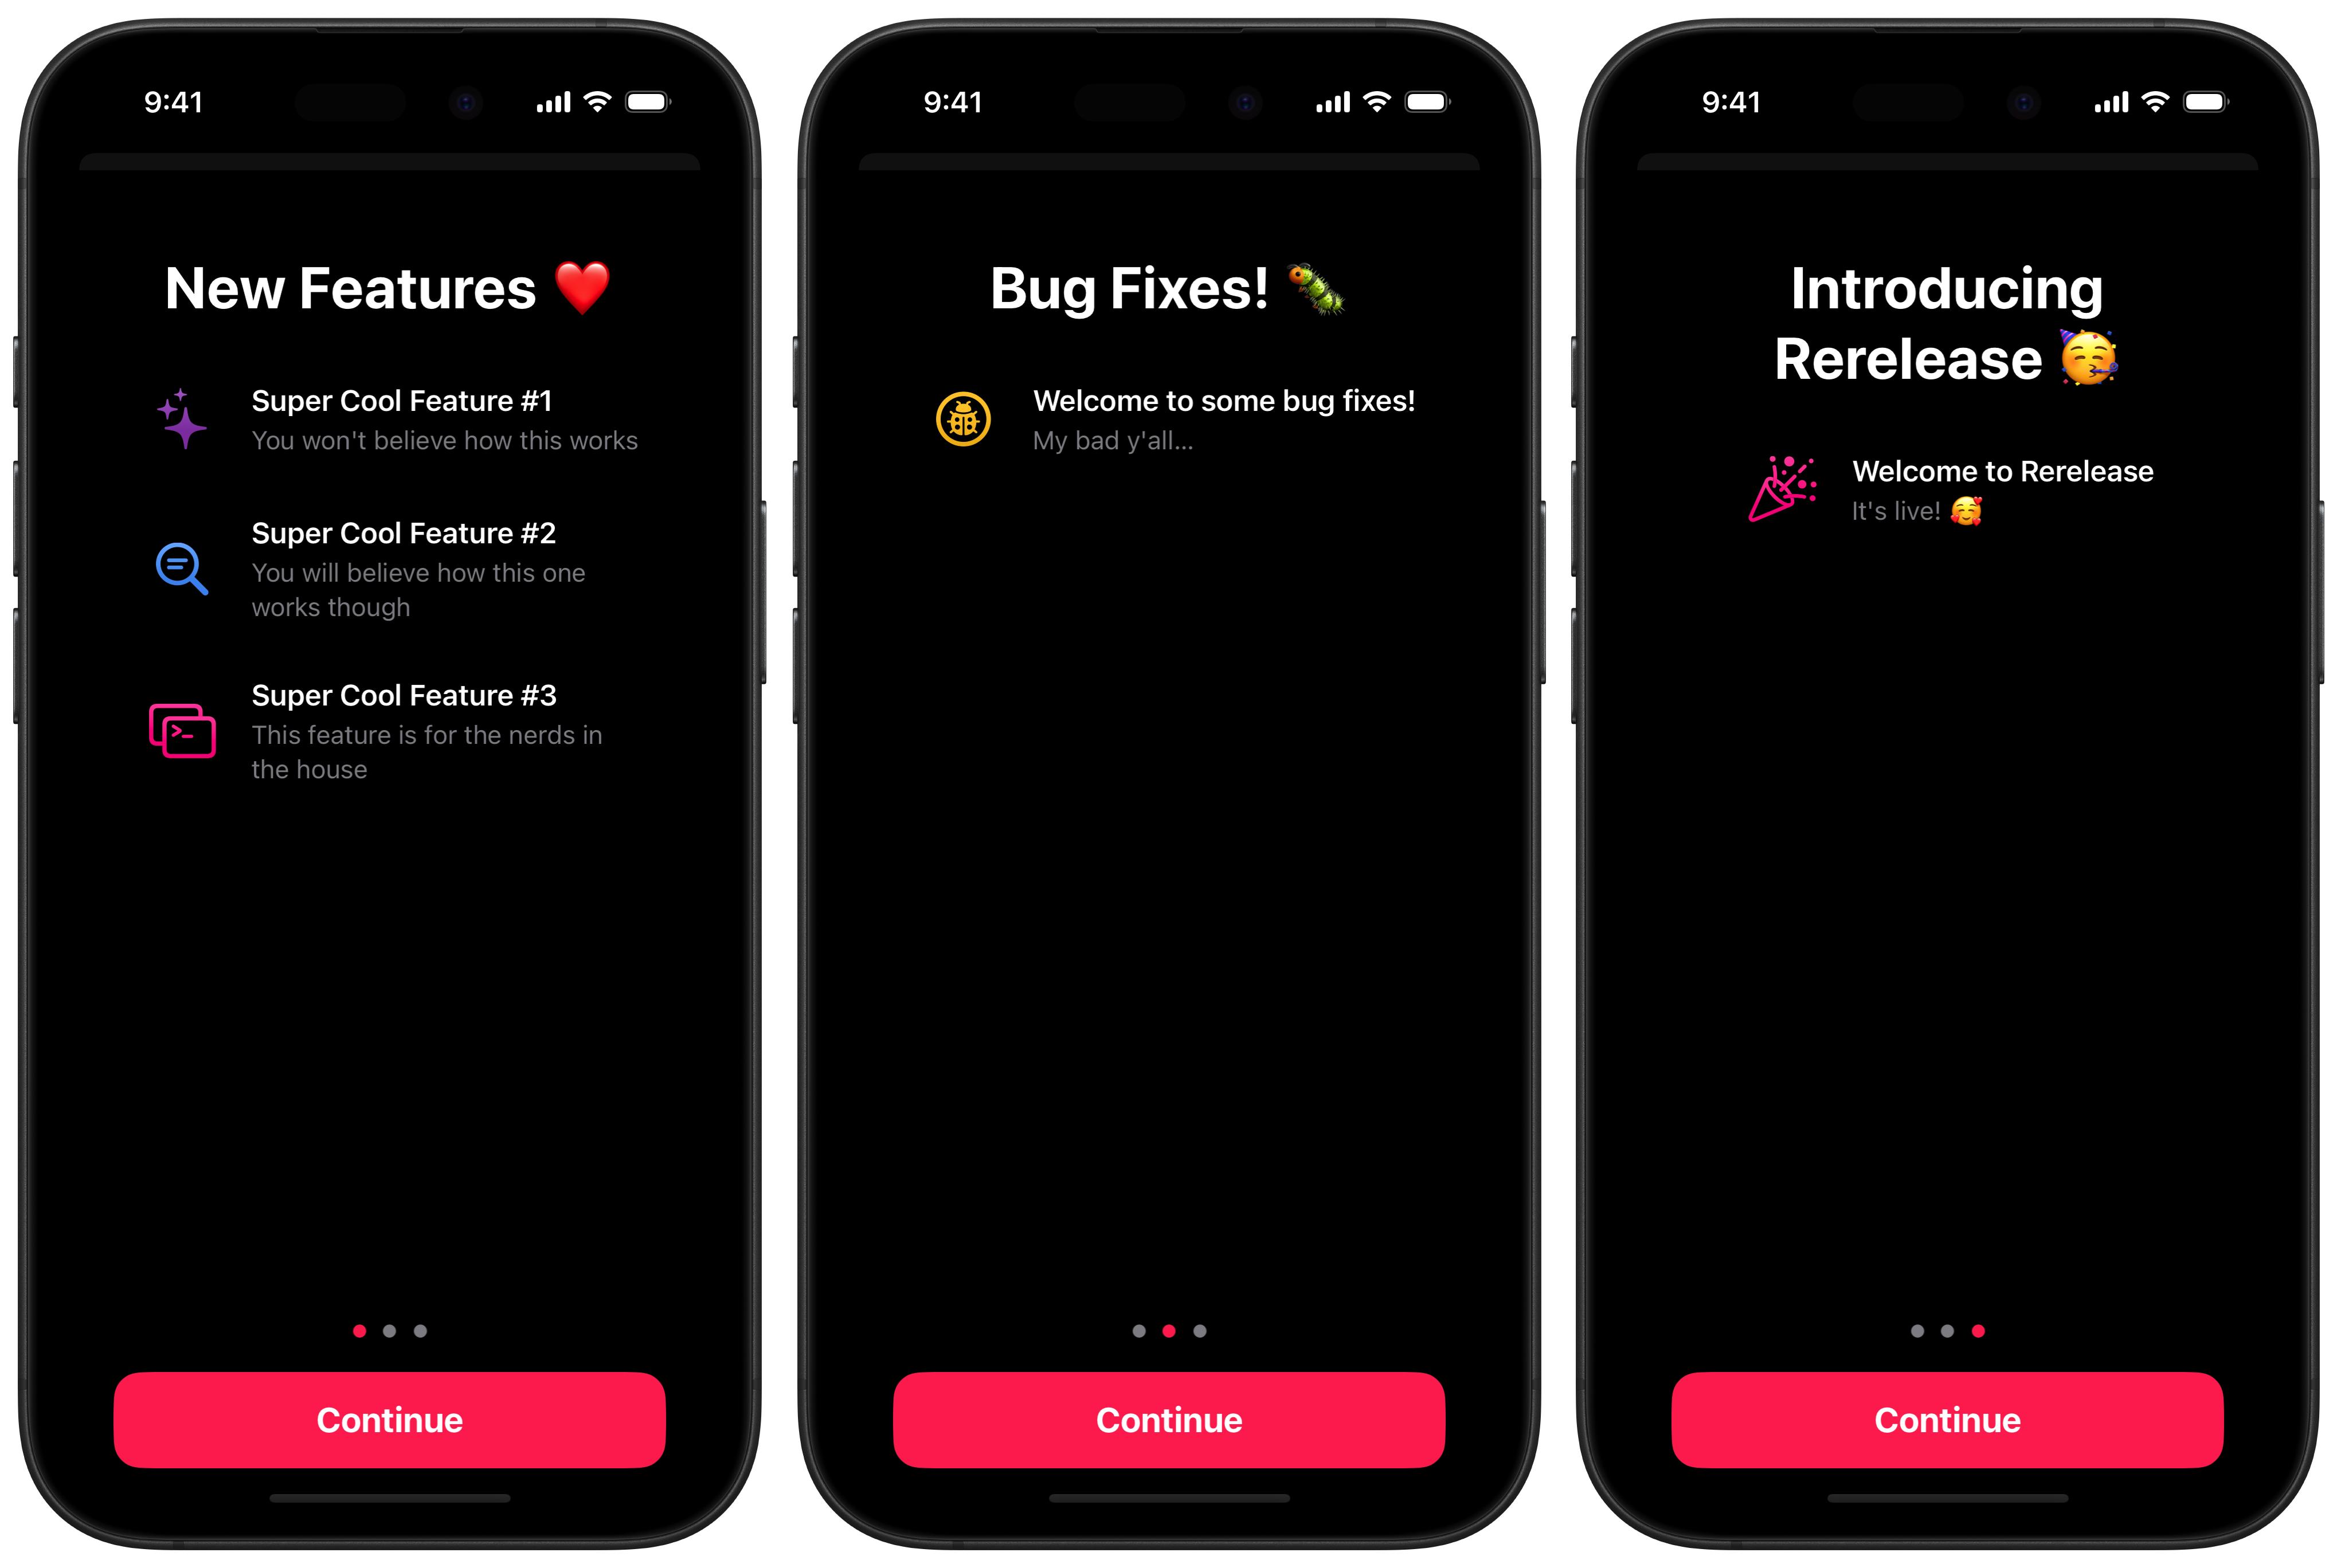 9:41
New Features ❤️
Super Cool Feature #1
You won't believe how this works
Super Cool Feature #2
You will believe how this one
works though
Super Cool Feature #3
This feature is for the nerds in
the house
Continue
9:41
Bug Fixes! 🐛
Welcome to some bug fixes!
My bad y'all...
Continue
9:41
Introducing
Rerelease 🥳
Welcome to Rerelease
It's live! 🥰
Continue